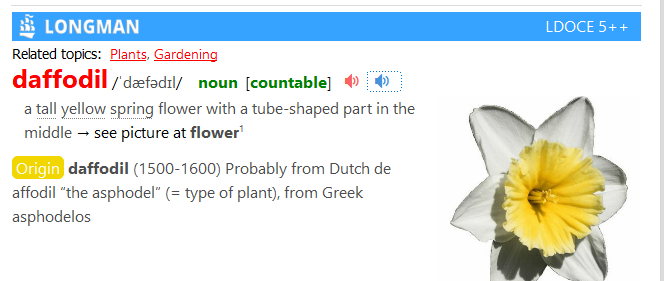 LONGMAN LDOCE 5++
Related topics: Plants, Gardening
daffodil /ˈdæfədɪl/ noun [countable]
a tall yellow spring flower with a tube-shaped part in the
middle → see picture at flower¹
Origin daffodil (1500-1600) Probably from Dutch de
affodil “the asphodel” (= type of plant), from Greek
asphodelos